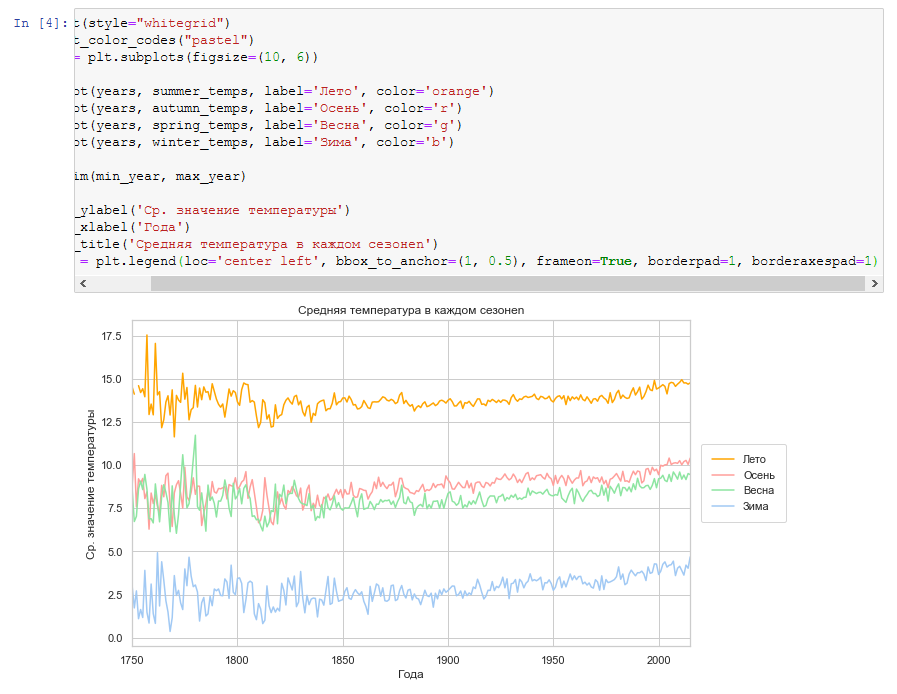 In [4]:
t(style="whitegrid")
t_color_codes("pastel")
= plt.subplots(figsize=(10, 6))
ot(years, summer_temps, label='Лето', color='orange')
ot(years, autumn_temps, label='Осень', color='r')
ot(years, spring_temps, label='Весна', color='g')
ot(years, winter_temps, label='Зима', color='b')
im(min_year, max_year)
_ylabel('Ср. значение температуры')
_xlabel('Года')
_title('Средняя температура в каждом сезонеn')
= plt.legend(loc='center left', bbox_to_anchor=(1, 0.5), frameon=True, borderpad=1, borderaxespad=1)
Средняя температура в каждом сезонеn
17.5
15.0
12.5
10.0
7.5
5.0
2.5
0.0
Ср. значение температуры
1750 1800 1850 1900 1950 2000
Года
Лето
Осень
Весна
Зима